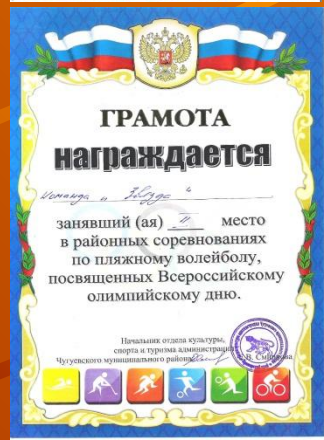 ГРАМОТА
награждается
команда „ Звезда "
занявший (ая) II место
в районных соревнованиях
по пляжному волейболу,
посвященных Всероссийскому
олимпийскому дню.
Начальник отдела культуры,
спорта и туризма администрации
Чугуевского муниципального района